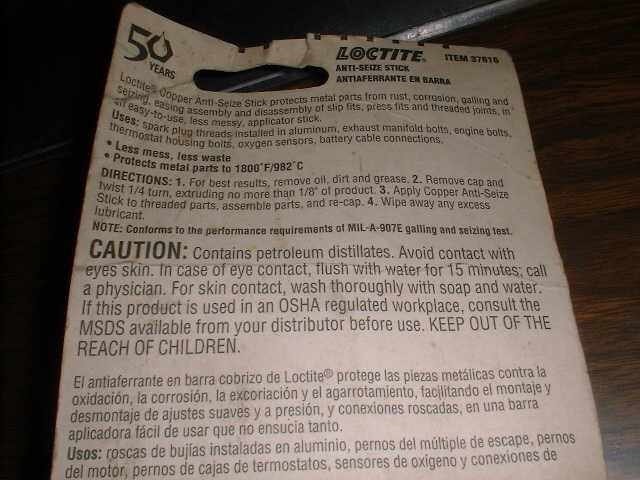 50 YEARS
LOCTITE® ITEM 37616
ANTI-SEIZE STICK
ANTIAFERRANTE EN BARRA
Loctite® Copper Anti-Seize Stick protects metal parts from rust, corrosion, galling and
seizing, easing assembly and disassembly of slip fits, press fits and threaded joints, in
an easy-to-use, less messy, applicator stick.
Uses: spark plug threads installed in aluminum, exhaust manifold bolts, engine bolts,
thermostat housing bolts, oxygen sensors, battery cable connections.
• Less mess, less waste
• Protects metal parts to 1800°F/982°C
DIRECTIONS: 1. For best results, remove oil, dirt and grease. 2. Remove cap and
twist 1/4 turn, extruding no more than 1/8" of product. 3. Apply Copper Anti-Seize
Stick to threaded parts, assemble parts, and re-cap. 4. Wipe away any excess
lubricant.
NOTE: Conforms to the performance requirements of MIL-A-907E galling and seizing test.
CAUTION: Contains petroleum distillates. Avoid contact with
eyes skin. In case of eye contact, flush with water for 15 minutes; call
a physician. For skin contact, wash thoroughly with soap and water.
If this product is used in an OSHA regulated workplace, consult the
MSDS available from your distributor before use. KEEP OUT OF THE
REACH OF CHILDREN.
El antiaferrante en barra cobrizo de Loctite® protege las piezas metálicas contra la
oxidación, la corrosión, la excoriación y el agarrotamiento, facilitando el montaje y
desmontaje de ajustes suaves y a presión, y conexiones roscadas, en una barra
aplicadora fácil de usar que no ensucia tanto.
Usos: roscas de bujías instaladas en aluminio, pernos del múltiple de escape, pernos
del motor, pernos de cajas de termostatos, sensores de oxígeno y conexiones de